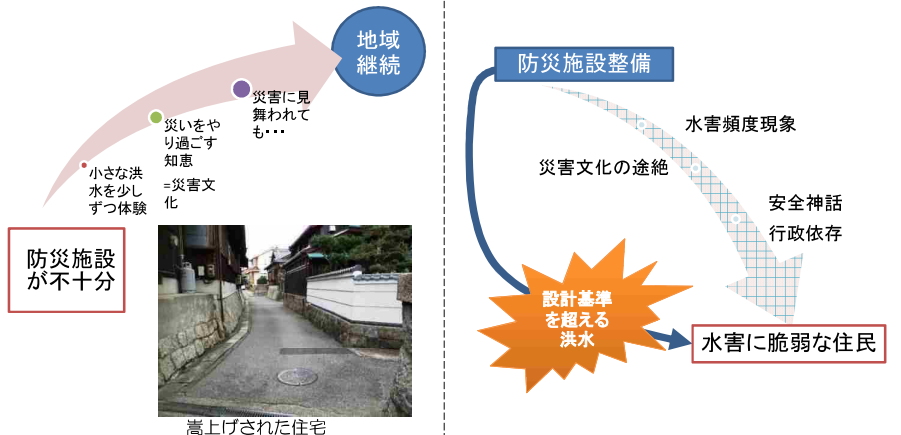 地域
継続
災害に見
舞われて
も・・・
災いをや
り過ごす
知恵
=災害文
化
小さな洪
水を少し
ずつ体験
防災施設
が不十分
嵩上げされた住宅
防災施設整備
水害頻度現象
災害文化の途絶
安全神話
行政依存
設計基準
を超える
洪水
水害に脆弱な住民